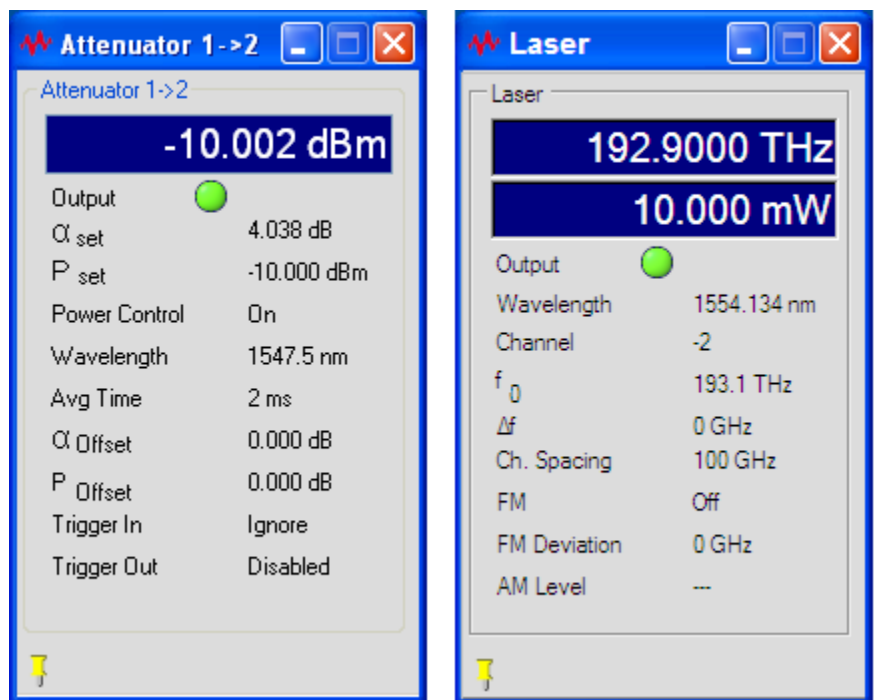 Attenuator 1->2
Attenuator 1->2
-10.002 dBm
Output
α set 4.038 dB
P set -10.000 dBm
Power Control On
Wavelength 1547.5 nm
Avg Time 2 ms
α Offset 0.000 dB
P Offset 0.000 dB
Trigger In Ignore
Trigger Out Disabled
Laser
Laser
192.9000 THz
10.000 mW
Output
Wavelength 1554.134 nm
Channel -2
f 0 193.1 THz
Δf 0 GHz
Ch. Spacing 100 GHz
FM Off
FM Deviation 0 GHz
AM Level ---